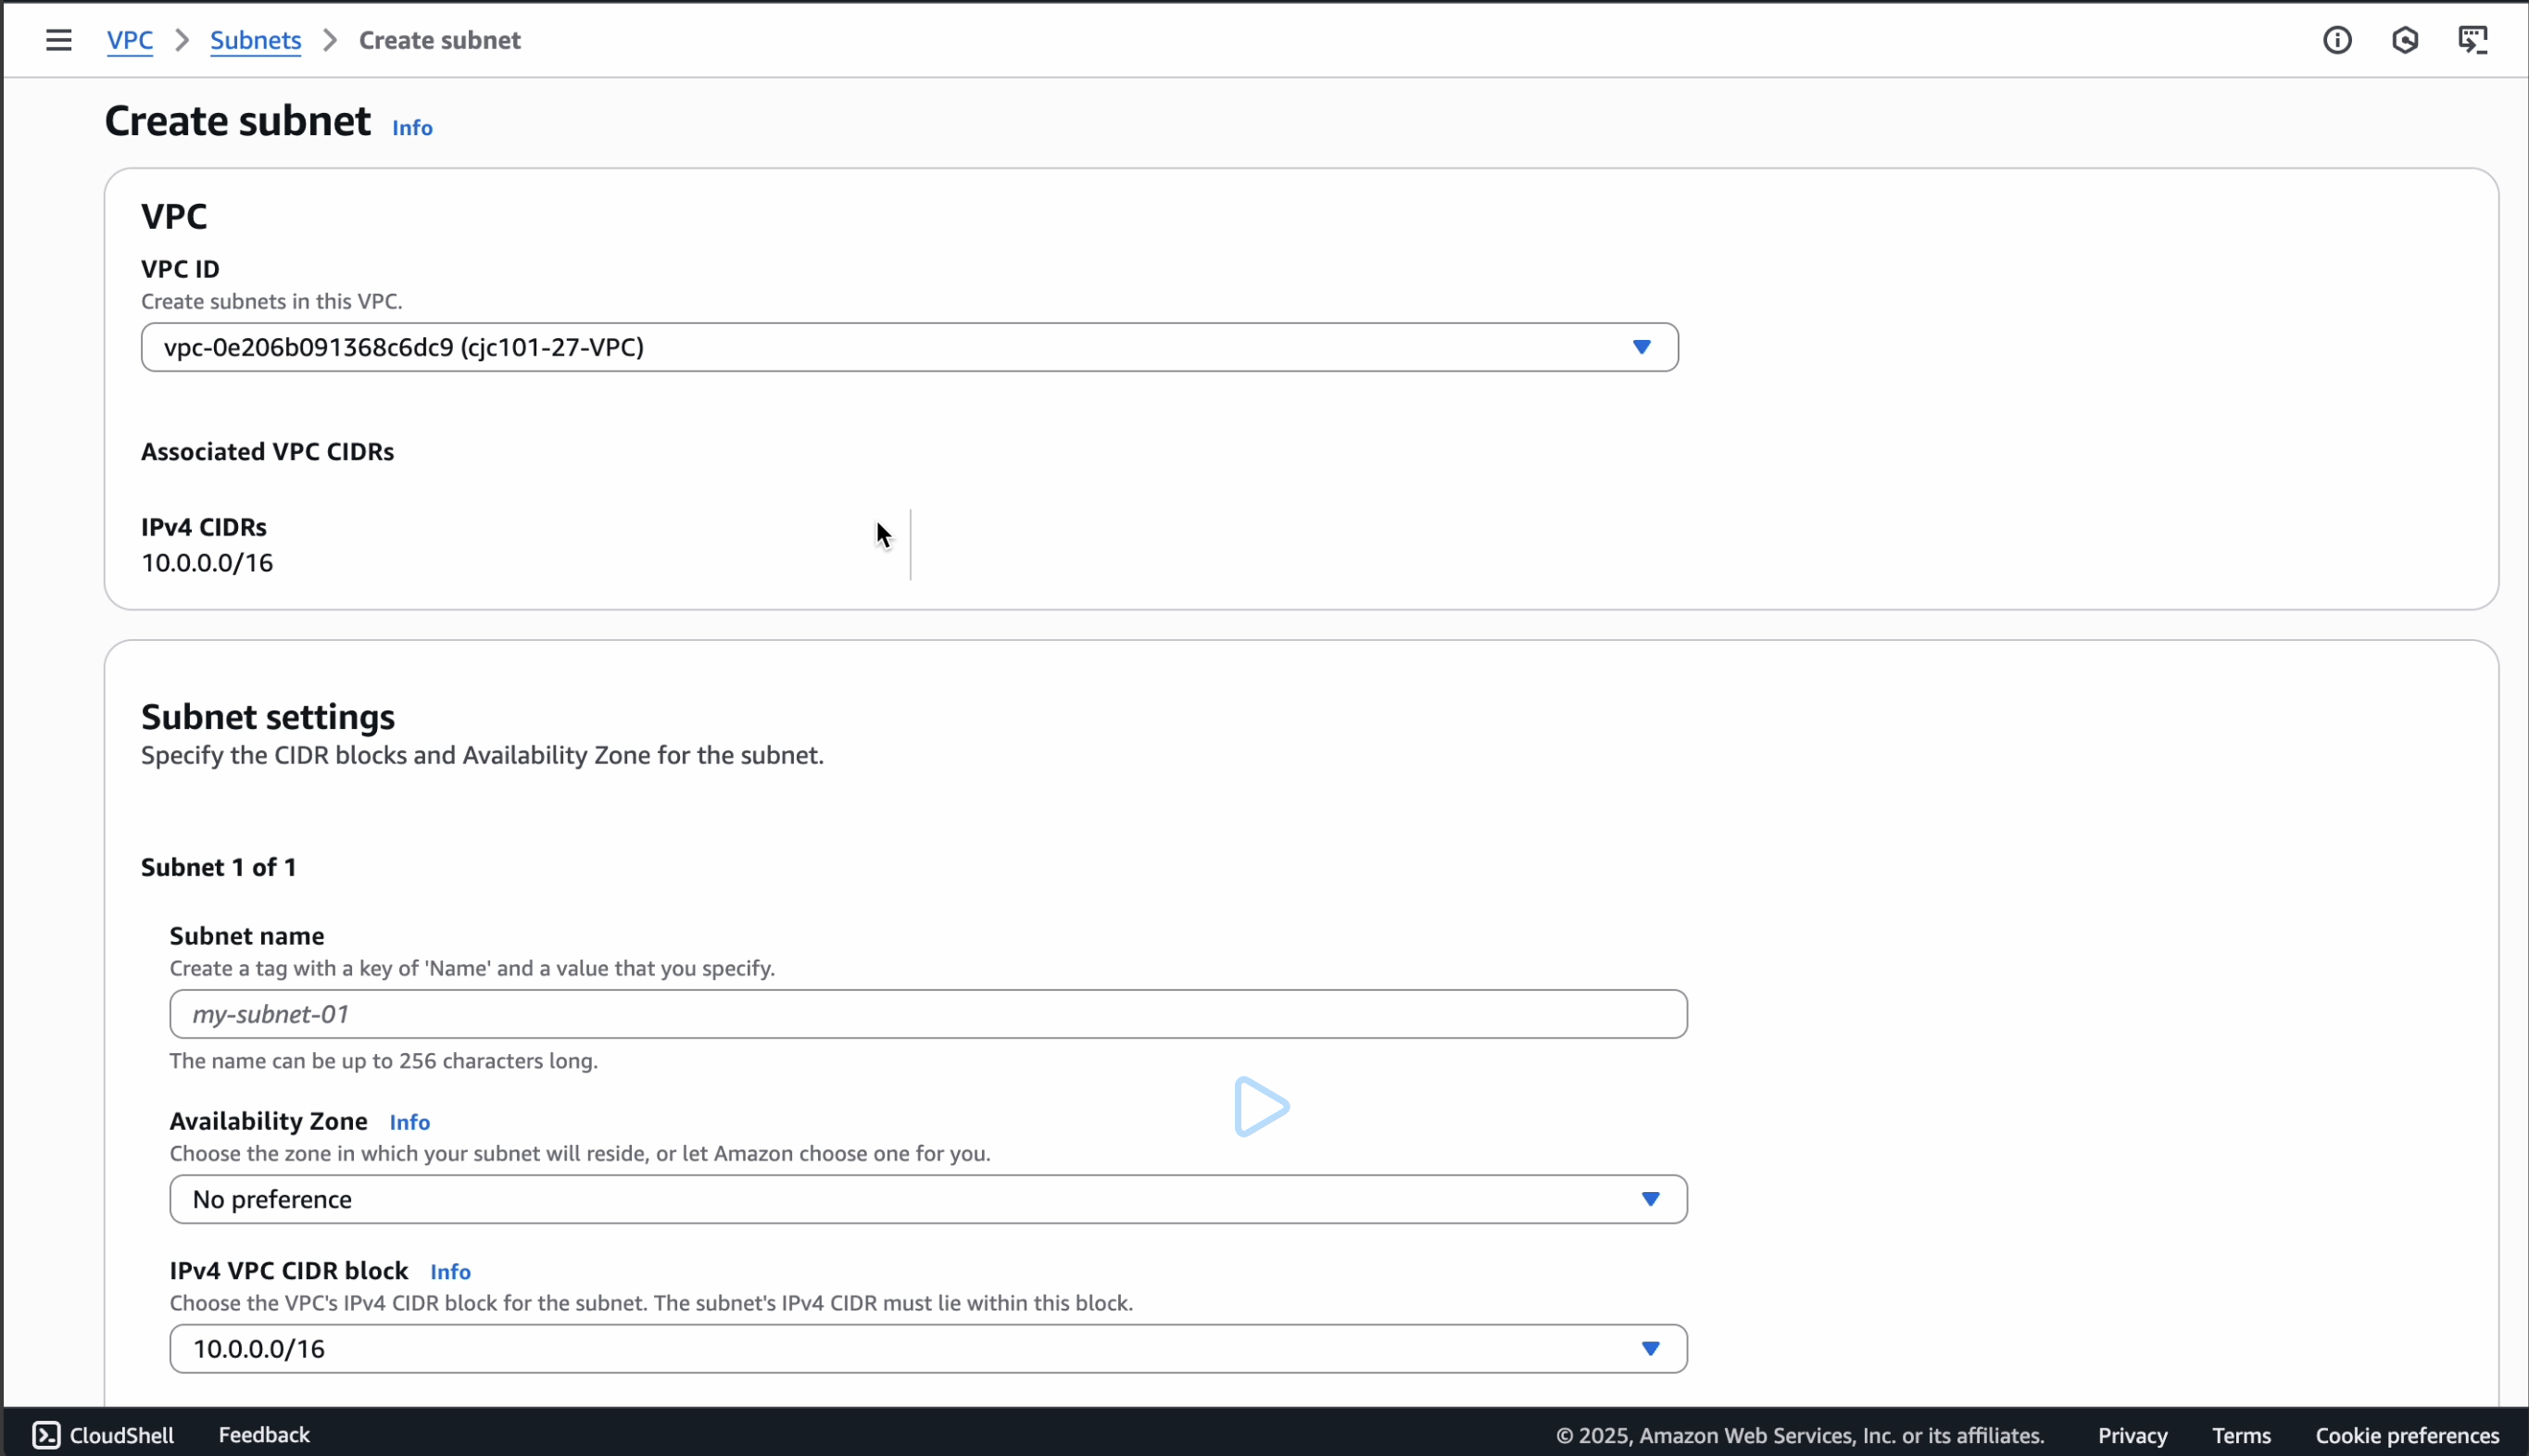 VPC > Subnets > Create subnet
Create subnet Info
VPC
VPC ID
Create subnets in this VPC.
vpc-0e206b091368c6dc9 (cjc101-27-VPC)
Associated VPC CIDRs
IPv4 CIDRs
10.0.0.0/16
Subnet settings
Specify the CIDR blocks and Availability Zone for the subnet.
Subnet 1 of 1
Subnet name
Create a tag with a key of 'Name' and a value that you specify.
my-subnet-01
The name can be up to 256 characters long.
Availability Zone Info
Choose the zone in which your subnet will reside, or let Amazon choose one for you.
No preference
IPv4 VPC CIDR block Info
Choose the VPC's IPv4 CIDR block for the subnet. The subnet's IPv4 CIDR must lie within this block.
10.0.0.0/16
CloudShell Feedback © 2025, Amazon Web Services, Inc. or its affiliates. Privacy Terms Cookie preferences